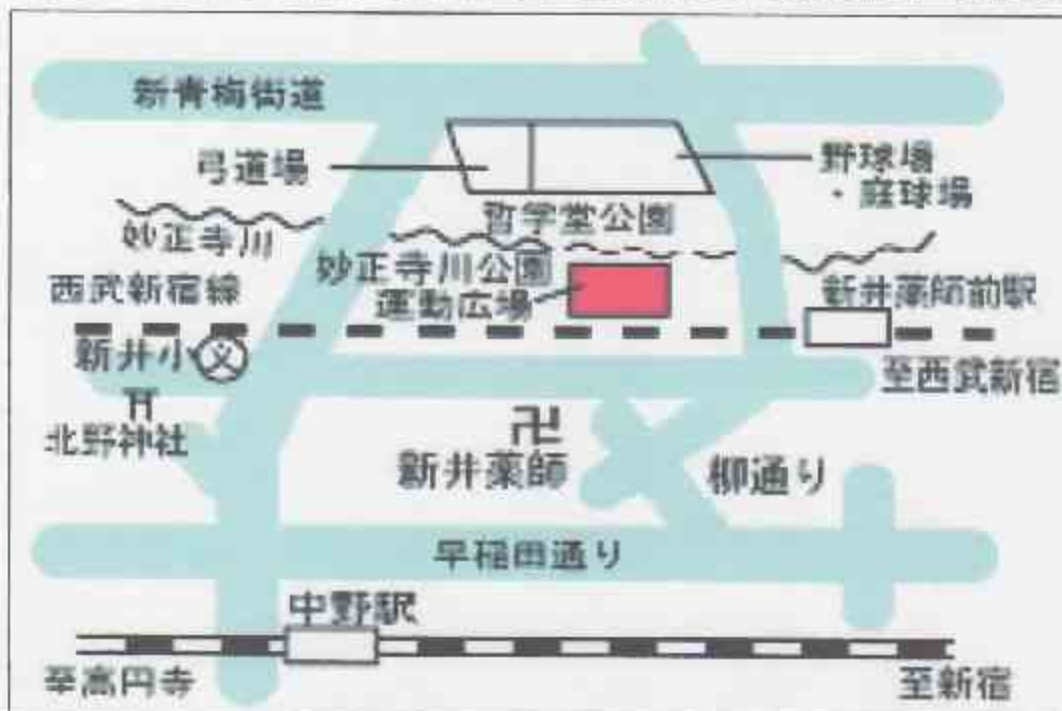 新青梅街道
弓道場
野球場
・庭球場
哲学堂公園
妙正寺川
妙正寺川公園
運動広場
西武新宿線
新井薬師前駅
新井小
文
至西武新宿
北野神社
卍
新井薬師
柳通り
早稲田通り
中野駅
至高円寺
至新宿